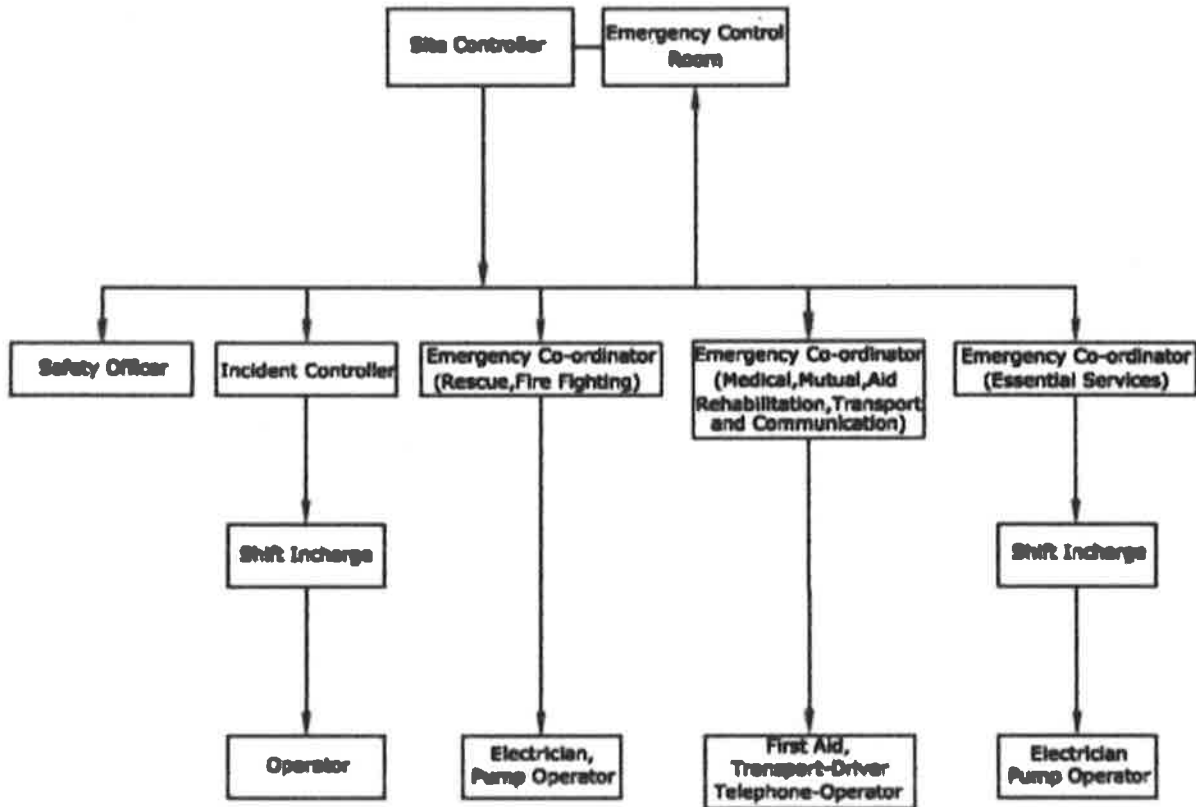 Site Controller
Emergency Control
Room
Safety Officer
Incident Controller
Emergency Co-ordinator
(Rescue,Fire Fighting)
Emergency Co-ordinator
(Medical,Mutual,Aid
Rehabilitation,Transport
and Communication)
Emergency Co-ordinator
(Essential Services)
Shift Incharge
Shift Incharge
Operator
Electrician,
Pump Operator
First Aid,
Transport-Driver
Telephone-Operator
Electrician
Pump Operator